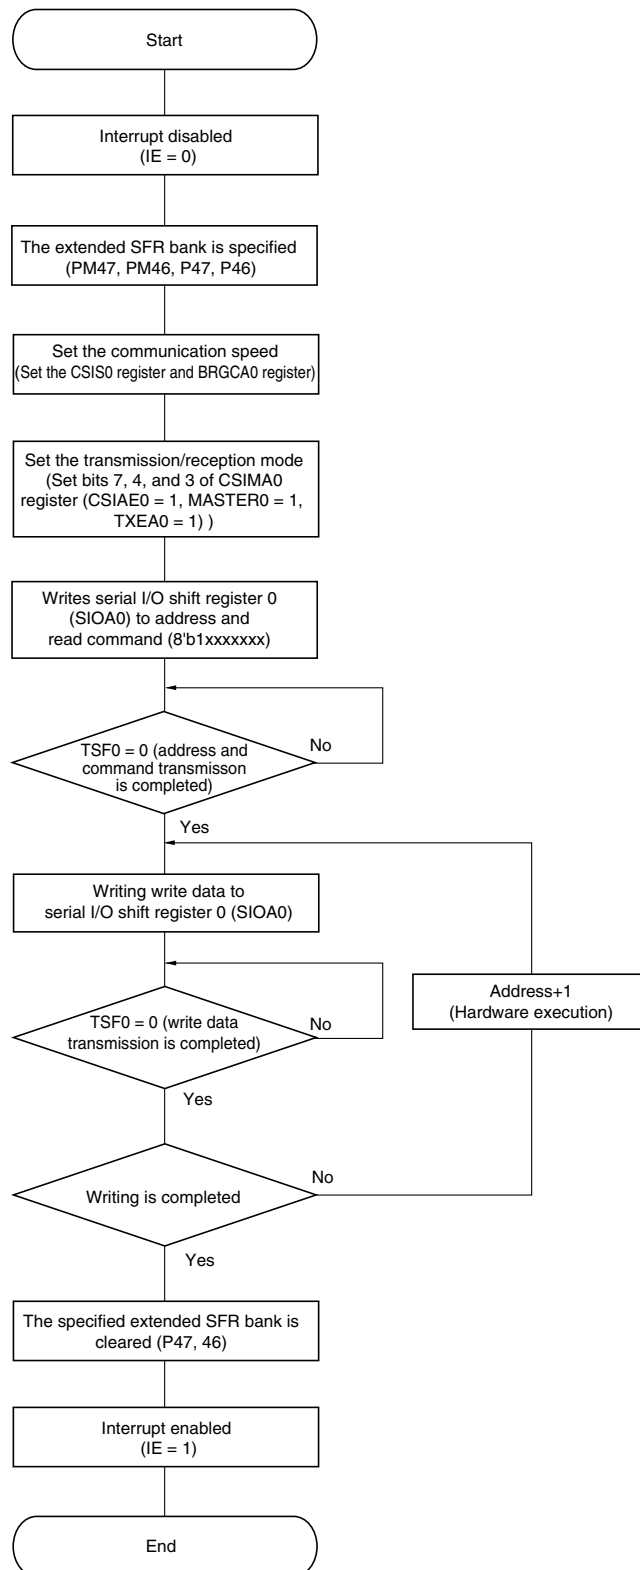 Start
Interrupt disabled
(IE = 0)
The extended SFR bank is specified
(PM47, PM46, P47, P46)
Set the communication speed
(Set the CSIS0 register and BRGCA0 register)
Set the transmission/reception mode
(Set bits 7, 4, and 3 of CSIMA0
register (CSIAE0 = 1, MASTER0 = 1,
TXEA0 = 1) )
Writes serial I/O shift register 0
(SIOA0) to address and
read command (8'b1xxxxxxx)
TSF0 = 0 (address and
command transmisson
is completed)
No
Yes
Writing write data to
serial I/O shift register 0 (SIOA0)
Address+1
(Hardware execution)
TSF0 = 0 (write data
transmission is completed)
No
Yes
Writing is completed
No
Yes
The specified extended SFR bank is
cleared (P47, 46)
Interrupt enabled
(IE = 1)
End